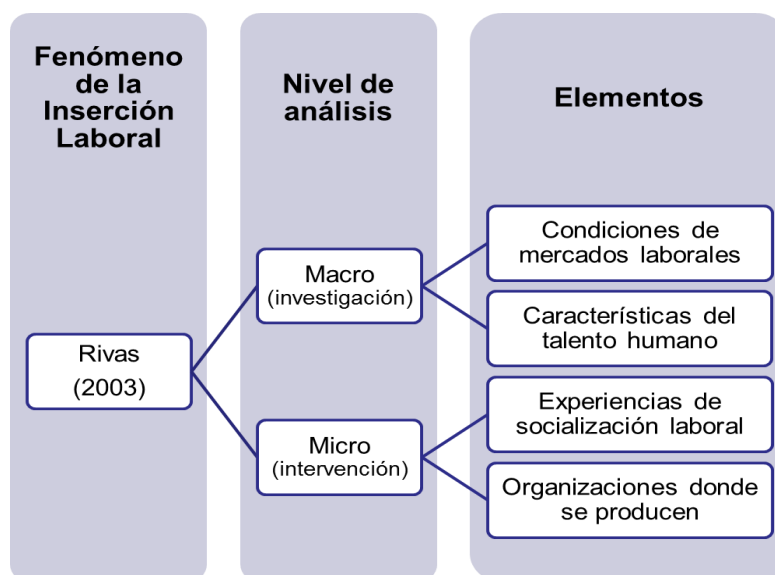 Fenómeno
de la
Inserción
Laboral
Nivel de
análisis
Elementos
Rivas
(2003)
Macro
(investigación)
Micro
(intervención)
Condiciones de
mercados laborales
Características del
talento humano
Experiencias de
socialización laboral
Organizaciones donde
se producen